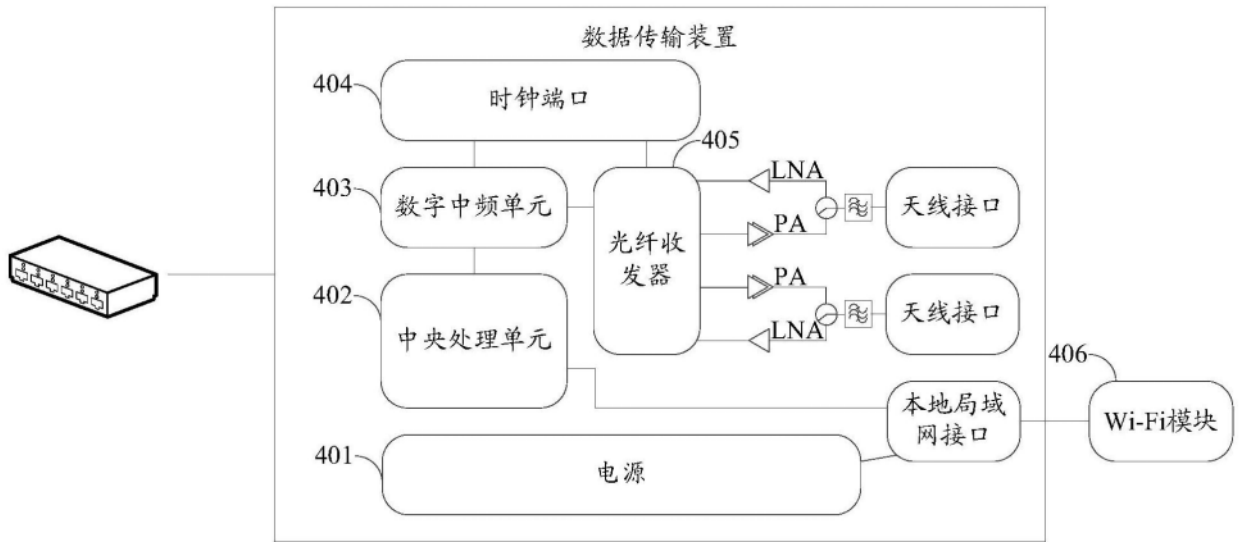 数据传输装置
404
时钟端口
405
LNA
403
数字中频单元
天线接口
PA
光纤收
发器
402
PA
中央处理单元
天线接口
LNA
406
本地局域
网接口
Wi-Fi模块
401
电源